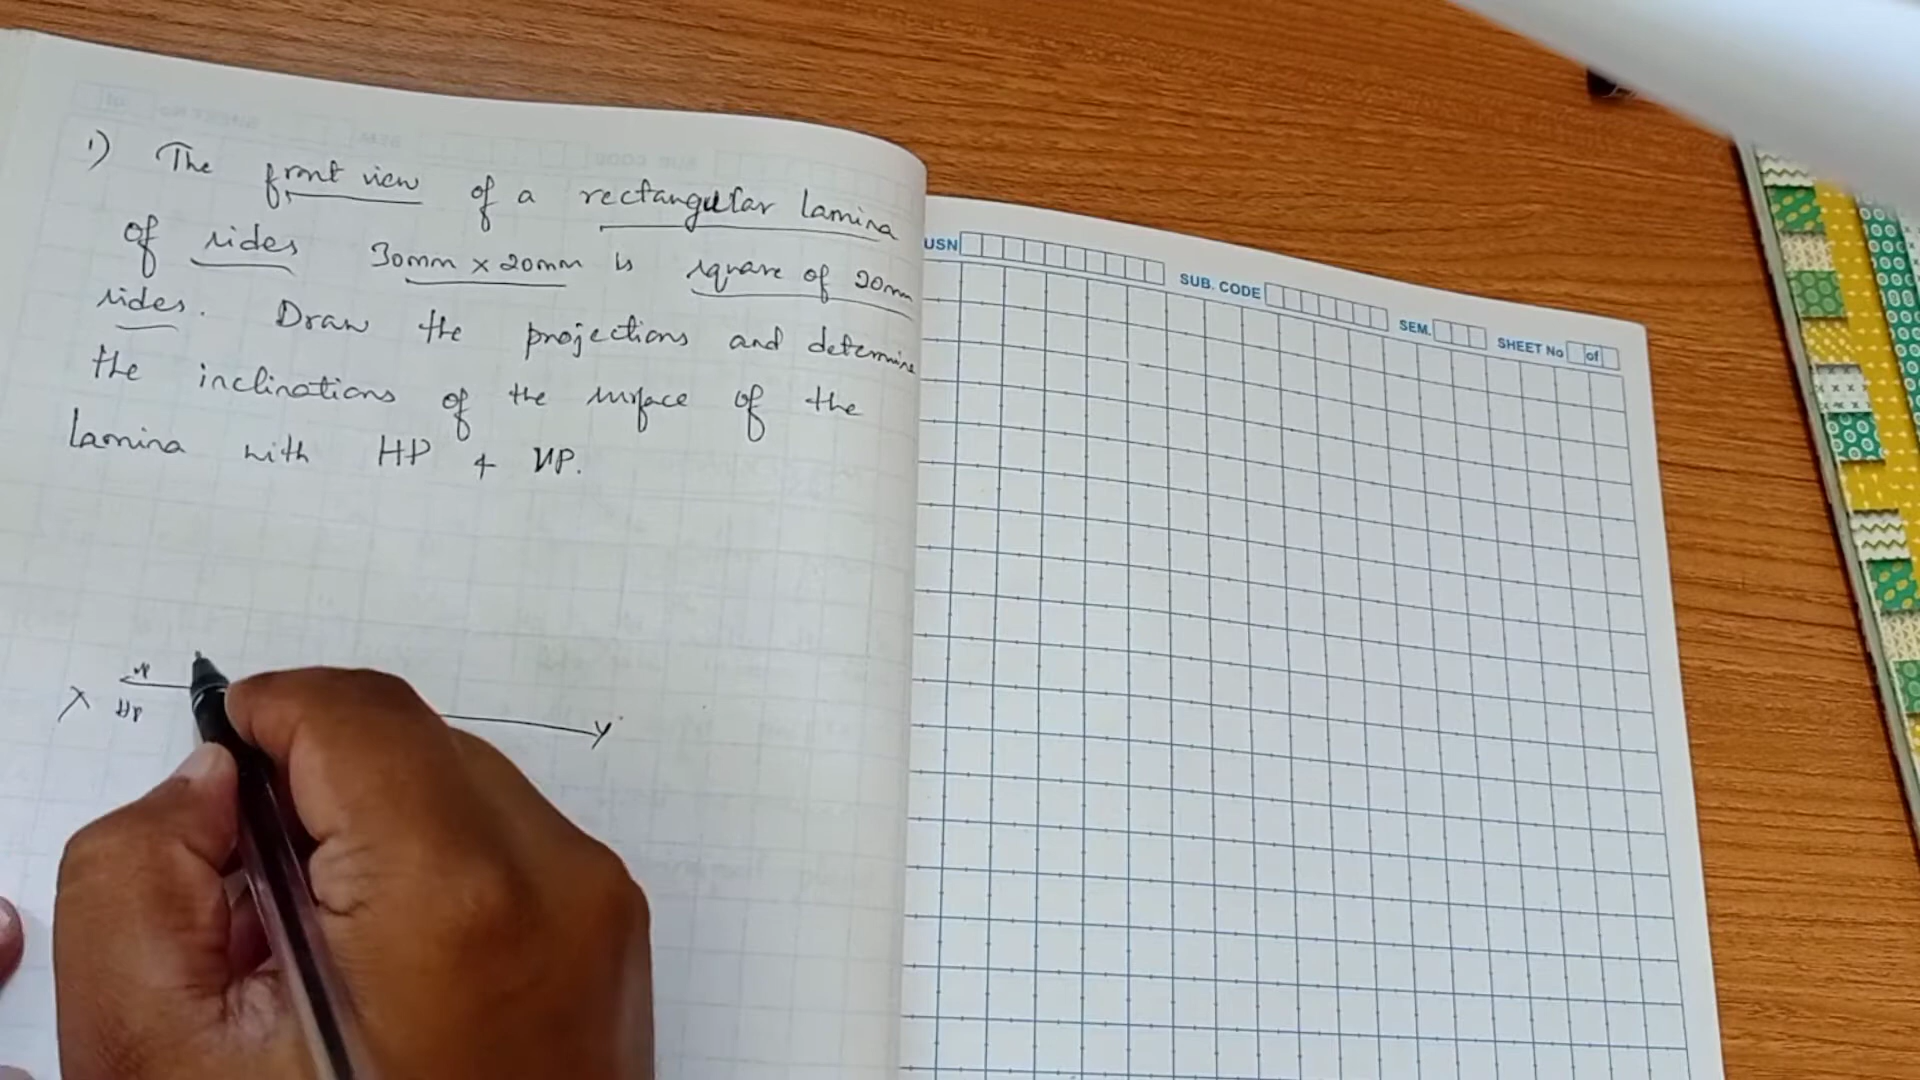 1) The front view of a rectangular lamina
of sides 30mm x 20mm is square of 20mm
sides. Draw the projections and determine
the inclinations of the surface of the
lamina with HP & VP.
X VP Y
HP
USN SUB. CODE SEM. SHEET No of